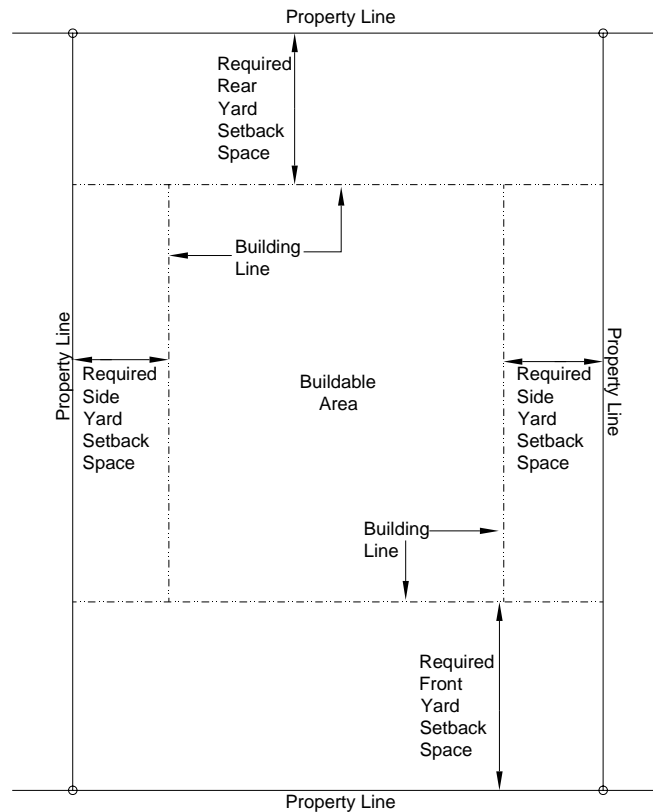 Property Line
Required
Rear
Yard
Setback
Space
Building
Line
Property Line
Required
Side
Yard
Setback
Space
Buildable
Area
Property Line
Required
Side
Yard
Setback
Space
Building
Line
Required
Front
Yard
Setback
Space
Property Line